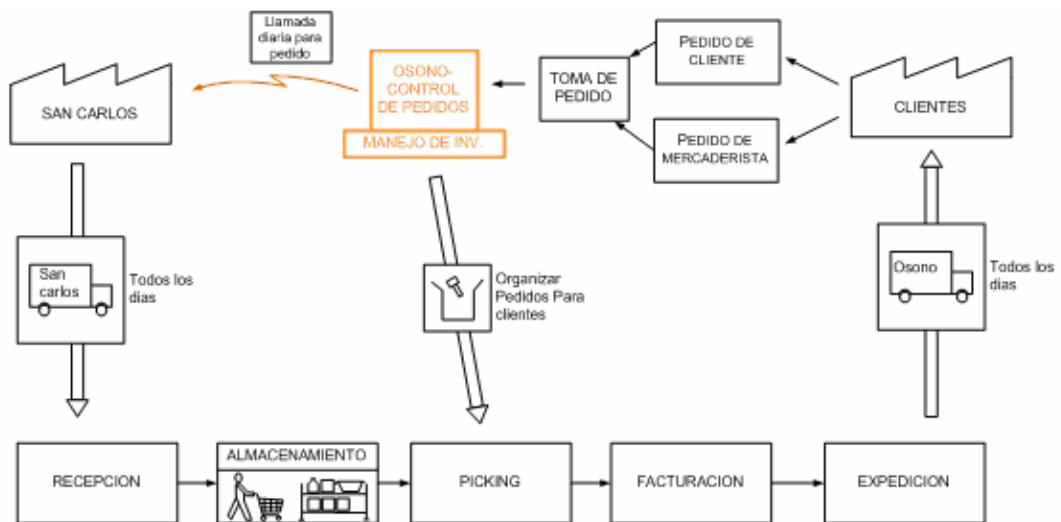 Llamada
diaria para
pedido
SAN CARLOS
OSONO-
CONTROL
DE PEDIDOS
MANEJO DE INV.
TOMA DE
PEDIDO
PEDIDO DE
CLIENTE
PEDIDO DE
MERCADERISTA
CLIENTES
San
carlos
Todos los
dias
Organizar
Pedidos Para
clientes
Osono
Todos los
dias
RECEPCION
ALMACENAMIENTO
PICKING
FACTURACION
EXPEDICION